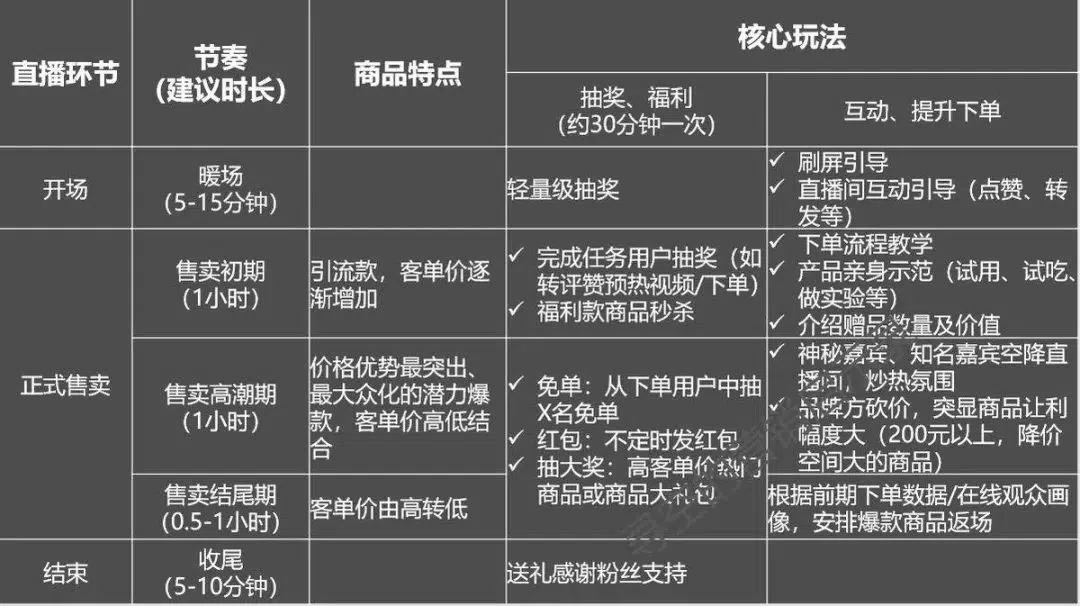 直播环节
节奏
（建议时长）
商品特点
核心玩法
抽奖、福利
（约30分钟一次）
互动、提升下单
开场
暖场
（5-15分钟）
轻量级抽奖
✓ 刷屏引导
✓ 直播间互动引导（点赞、转
发等）
正式售卖
售卖初期
（1小时）
引流款，客单价逐
渐增加
✓ 完成任务用户抽奖（如
转评赞预热视频/下单）
✓ 福利款商品秒杀
✓ 下单流程教学
✓ 产品亲身示范（试用、试吃、
做实验等）
✓ 介绍赠品数量及价值
售卖高潮期
（1小时）
价格优势最突出、
最大众化的潜力爆
款，客单价高低结
合
✓ 免单：从下单用户中抽
X名免单
✓ 红包：不定时发红包
✓ 抽大奖：高客单价热门
商品或商品大礼包
✓ 神秘嘉宾、知名嘉宾空降直
播间，炒热氛围
✓ 品牌方砍价，突显商品让利
幅度大（200元以上，降价
空间大的商品）
售卖结尾期
（0.5-1小时）
客单价由高转低
根据前期下单数据/在线观众画
像，安排爆款商品返场
结束
收尾
（5-10分钟）
送礼感谢粉丝支持